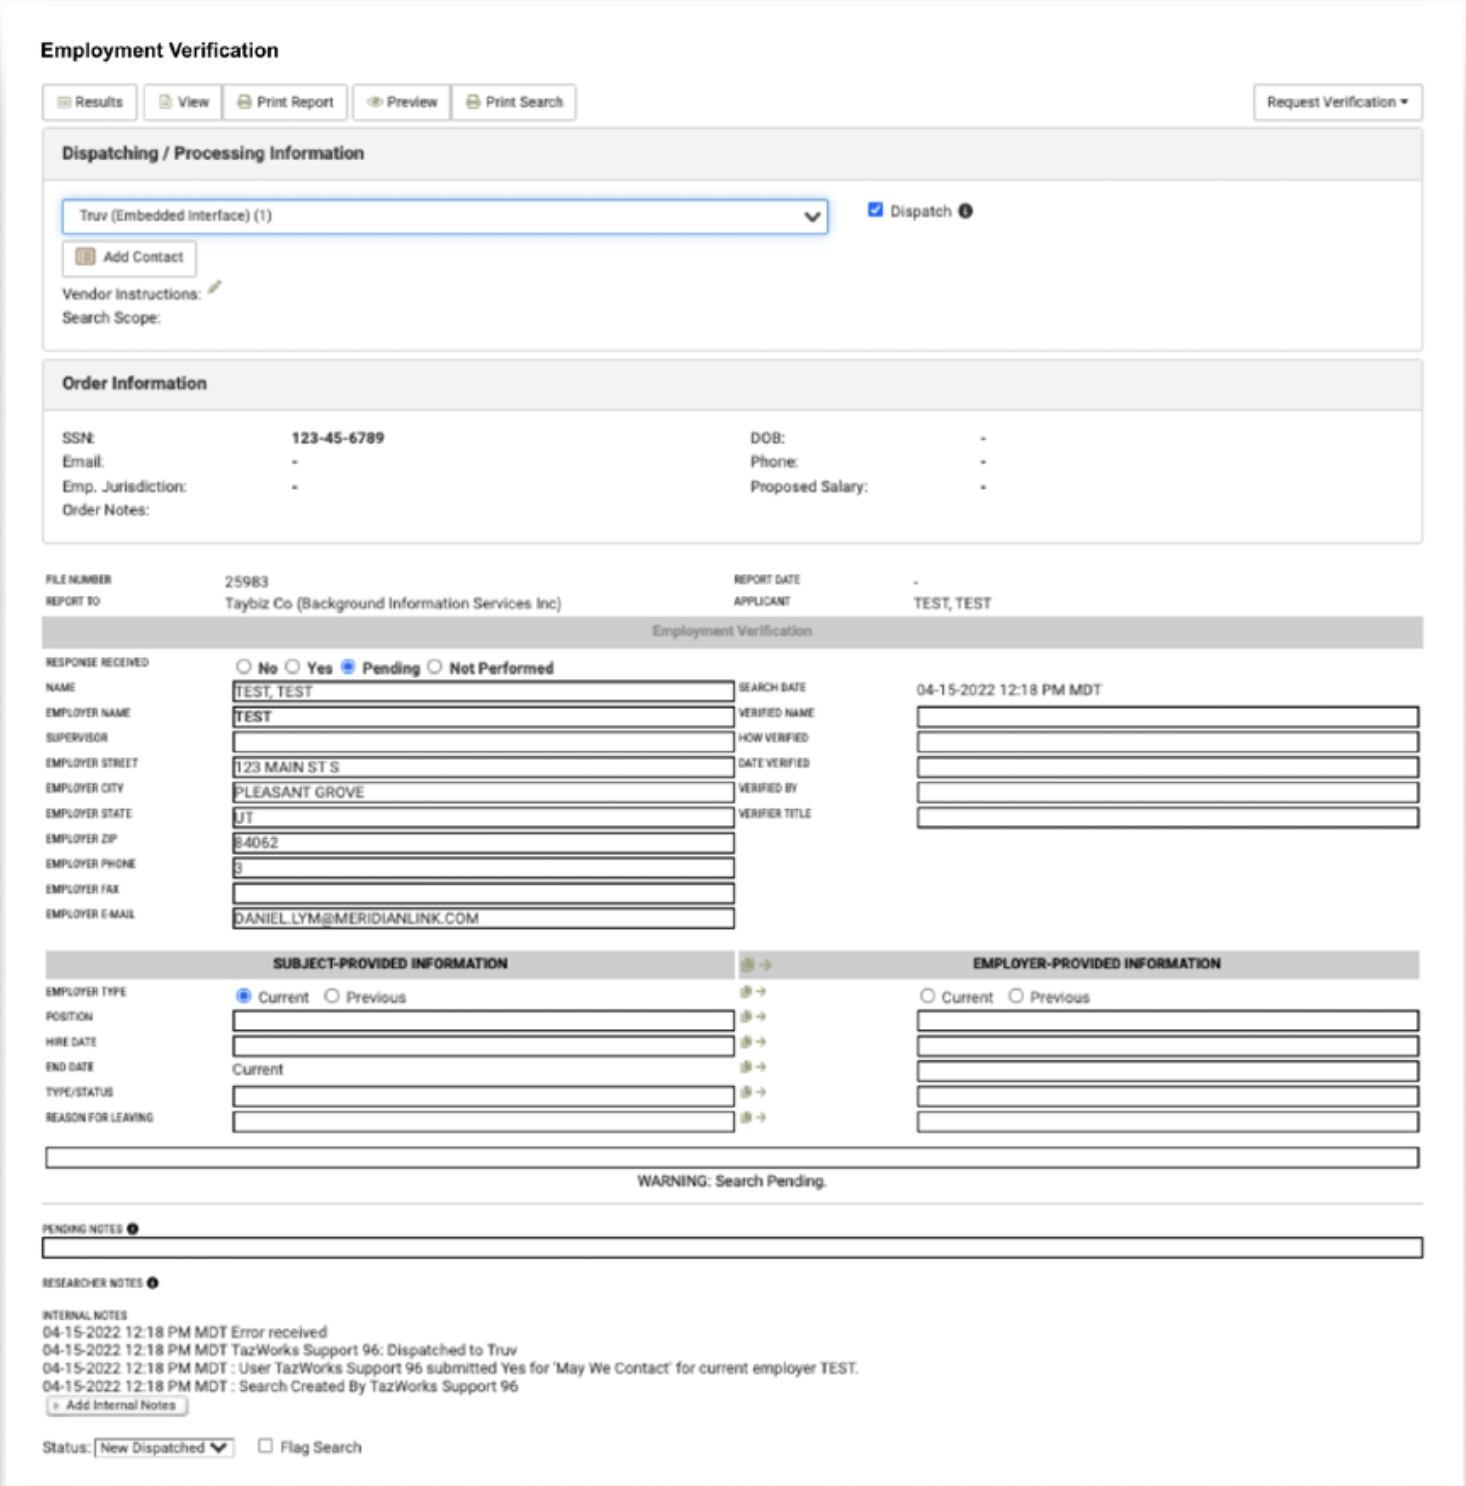 Employment Verification
Results View Print Report Preview Print Search Request Verification
Dispatching / Processing Information
Truv (Embedded Interface) (1) Dispatch
Add Contact
Vendor Instructions:
Search Scope:
Order Information
SSN: 123-45-6789 DOB: -
Email: - Phone: -
Emp. Jurisdiction: - Proposed Salary: -
Order Notes:
FILE NUMBER 25983 REPORT DATE -
REPORT TO Taybiz Co (Background Information Services Inc) APPLICANT TEST, TEST
Employment Verification
RESPONSE RECEIVED No Yes Pending Not Performed
NAME TEST, TEST SEARCH DATE 04-15-2022 12:18 PM MDT
EMPLOYER NAME TEST VERIFIED NAME
SUPERVISOR HOW VERIFIED
EMPLOYER STREET 123 MAIN ST S DATE VERIFIED
EMPLOYER CITY PLEASANT GROVE VERIFIED BY
EMPLOYER STATE UT VERIFIER TITLE
EMPLOYER ZIP 84062
EMPLOYER PHONE 3
EMPLOYER FAX
EMPLOYER E-MAIL DANIEL.LYM@MERIDIANLINK.COM
SUBJECT-PROVIDED INFORMATION EMPLOYER-PROVIDED INFORMATION
EMPLOYER TYPE Current Previous Current Previous
POSITION
HIRE DATE
END DATE Current
TYPE/STATUS
REASON FOR LEAVING
WARNING: Search Pending.
PENDING NOTES
RESEARCHER NOTES
INTERNAL NOTES
04-15-2022 12:18 PM MDT Error received
04-15-2022 12:18 PM MDT TazWorks Support 96: Dispatched to Truv
04-15-2022 12:18 PM MDT : User TazWorks Support 96 submitted Yes for 'May We Contact' for current employer TEST.
04-15-2022 12:18 PM MDT : Search Created By TazWorks Support 96
Add Internal Notes
Status: New Dispatched Flag Search